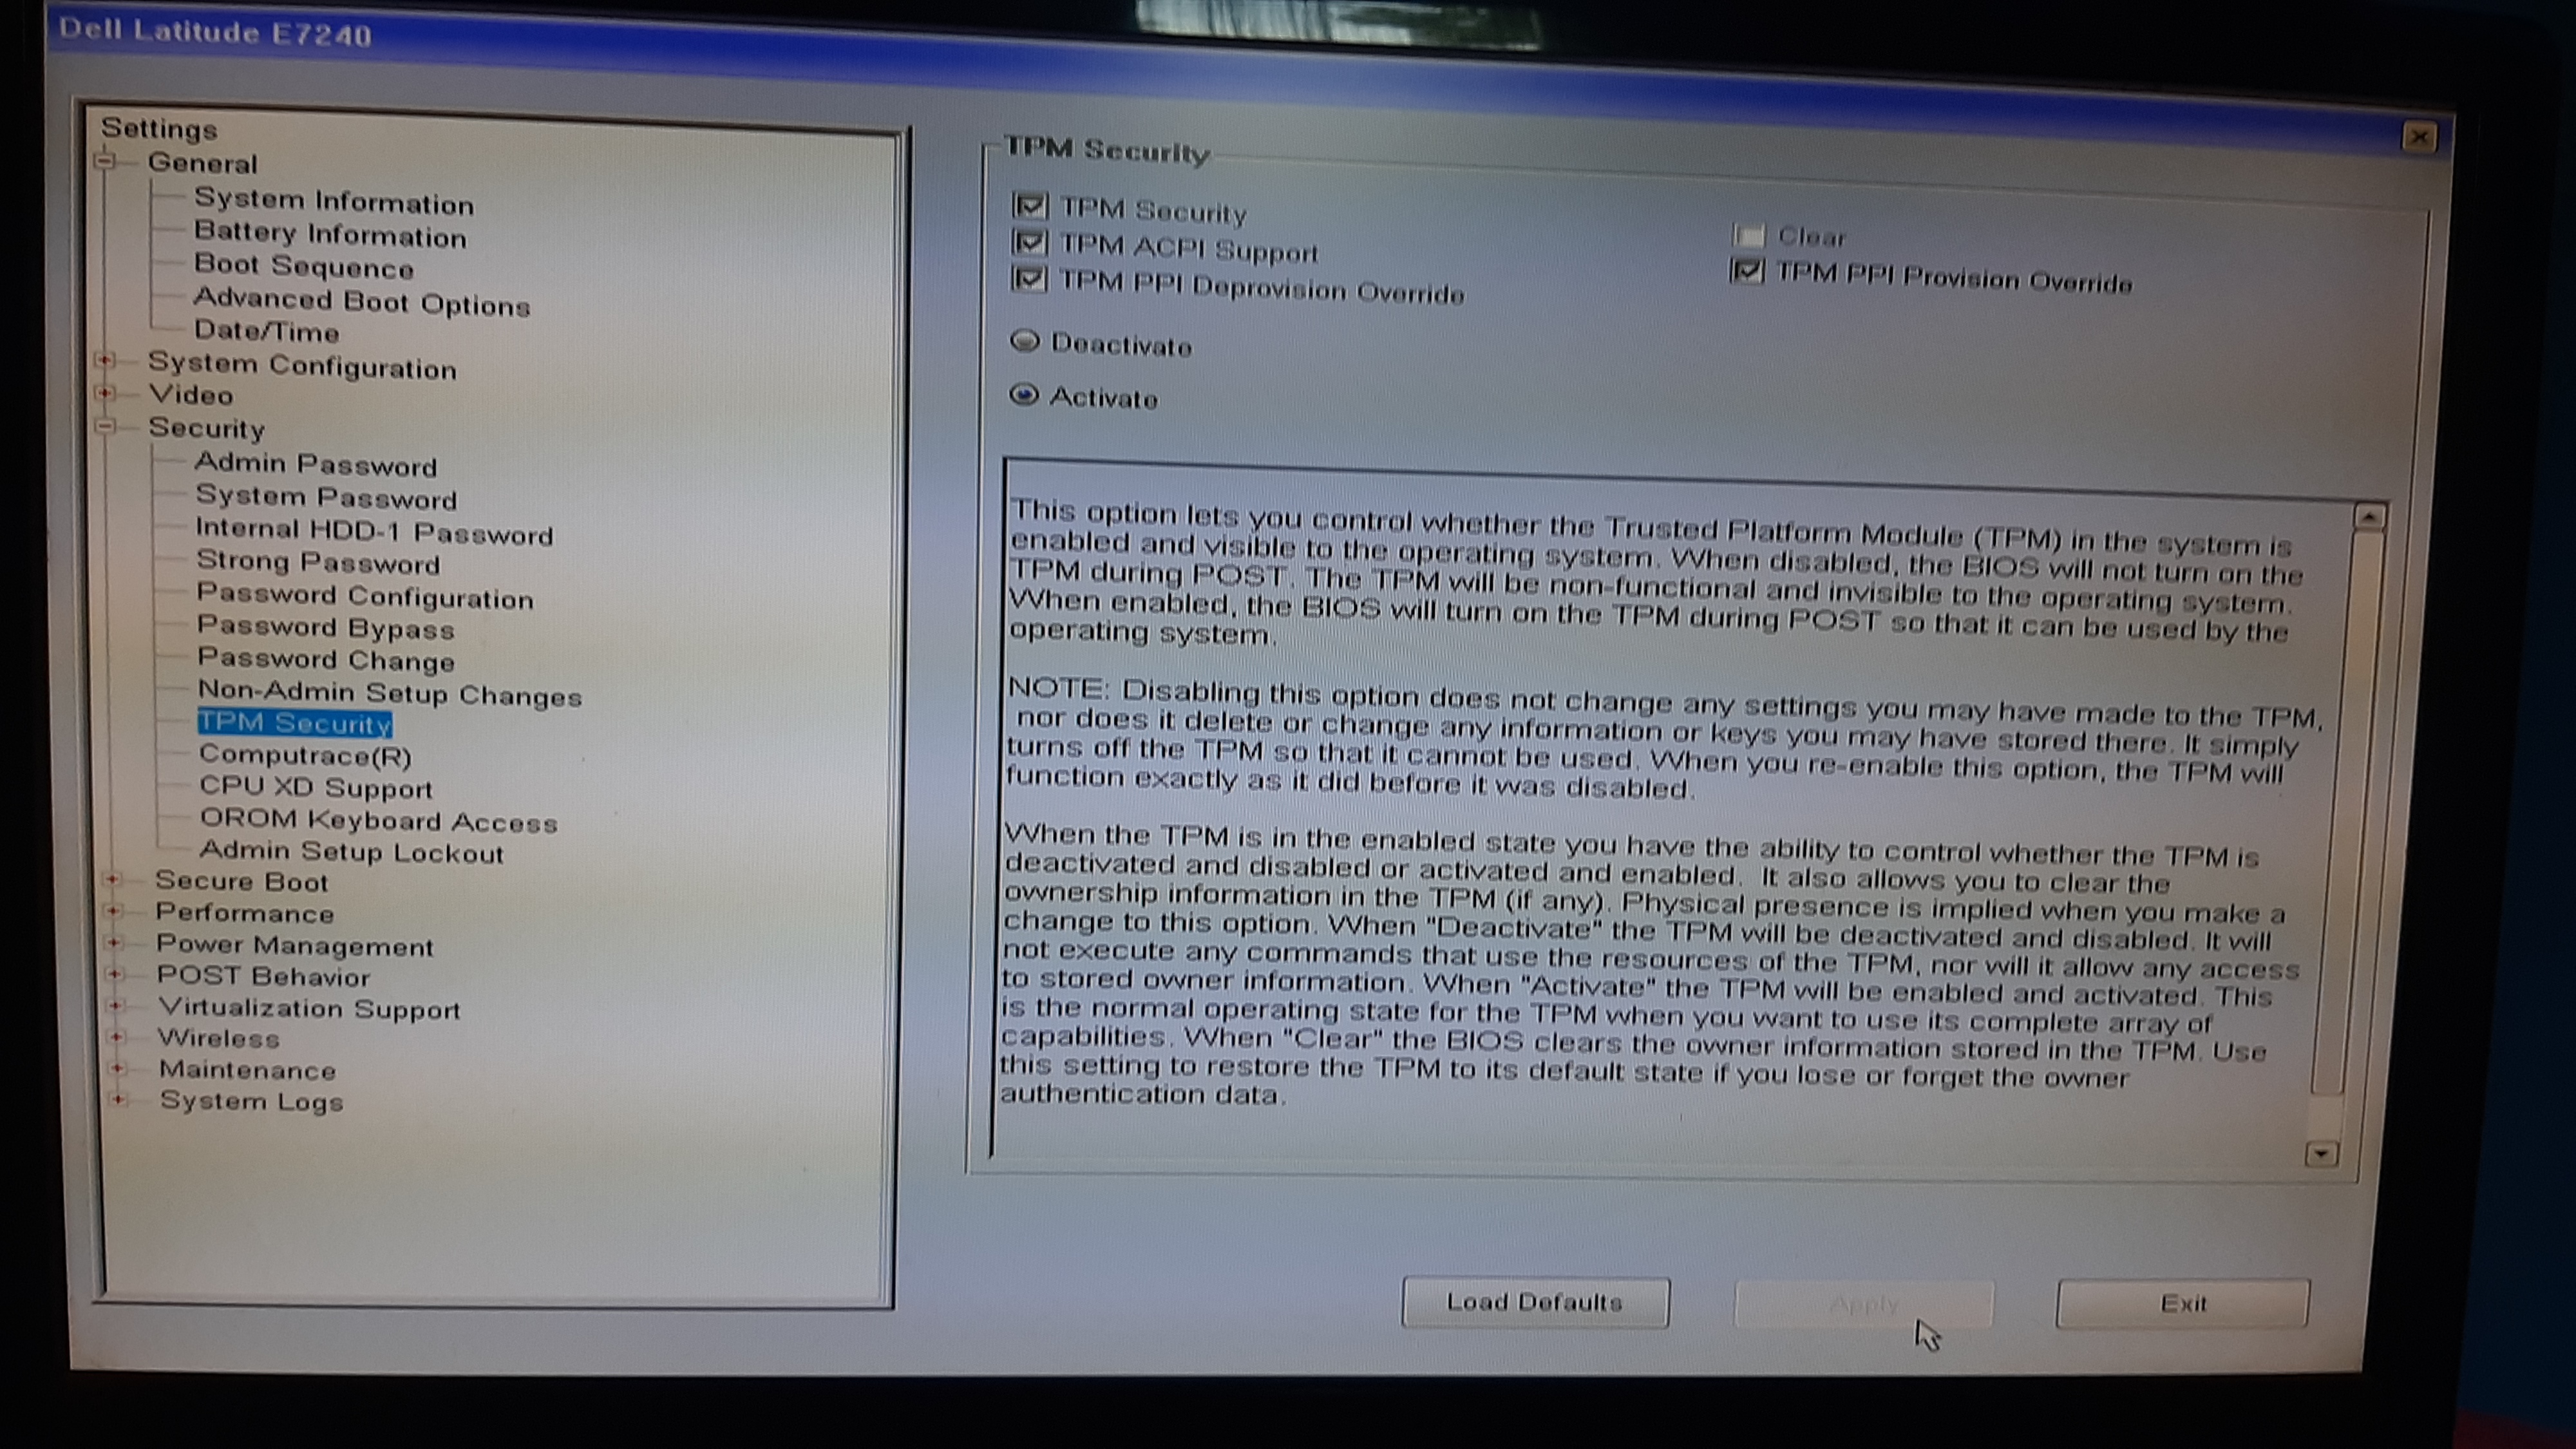 Dell Latitude E7240
Settings
General
System Information
Battery Information
Boot Sequence
Advanced Boot Options
Date/Time
System Configuration
Video
Security
Admin Password
System Password
Internal HDD-1 Password
Strong Password
Password Configuration
Password Bypass
Password Change
Non-Admin Setup Changes
TPM Security
Computrace(R)
CPU XD Support
OROM Keyboard Access
Admin Setup Lockout
Secure Boot
Performance
Power Management
POST Behavior
Virtualization Support
Wireless
Maintenance
System Logs
TPM Security
TPM Security
TPM ACPI Support
Clear
TPM PPI Deprovision Override
TPM PPI Provision Override
Deactivate
Activate
This option lets you control whether the Trusted Platform Module (TPM) in the system is
enabled and visible to the operating system. When disabled, the BIOS will not turn on the
TPM during POST. The TPM will be non-functional and invisible to the operating system.
When enabled, the BIOS will turn on the TPM during POST so that it can be used by the
operating system.
NOTE: Disabling this option does not change any settings you may have made to the TPM,
nor does it delete or change any information or keys you may have stored there. It simply
turns off the TPM so that it cannot be used. When you re-enable this option, the TPM will
function exactly as it did before it was disabled.
When the TPM is in the enabled state you have the ability to control whether the TPM is
deactivated and disabled or activated and enabled. It also allows you to clear the
ownership information in the TPM (if any). Physical presence is implied when you make a
change to this option. When "Deactivate" the TPM will be deactivated and disabled. It will
not execute any commands that use the resources of the TPM, nor will it allow any access
to stored owner information. When "Activate" the TPM will be enabled and activated. This
is the normal operating state for the TPM when you want to use its complete array of
capabilities. When "Clear" the BIOS clears the owner information stored in the TPM. Use
this setting to restore the TPM to its default state if you lose or forget the owner
authentication data.
Load Defaults
Apply
Exit